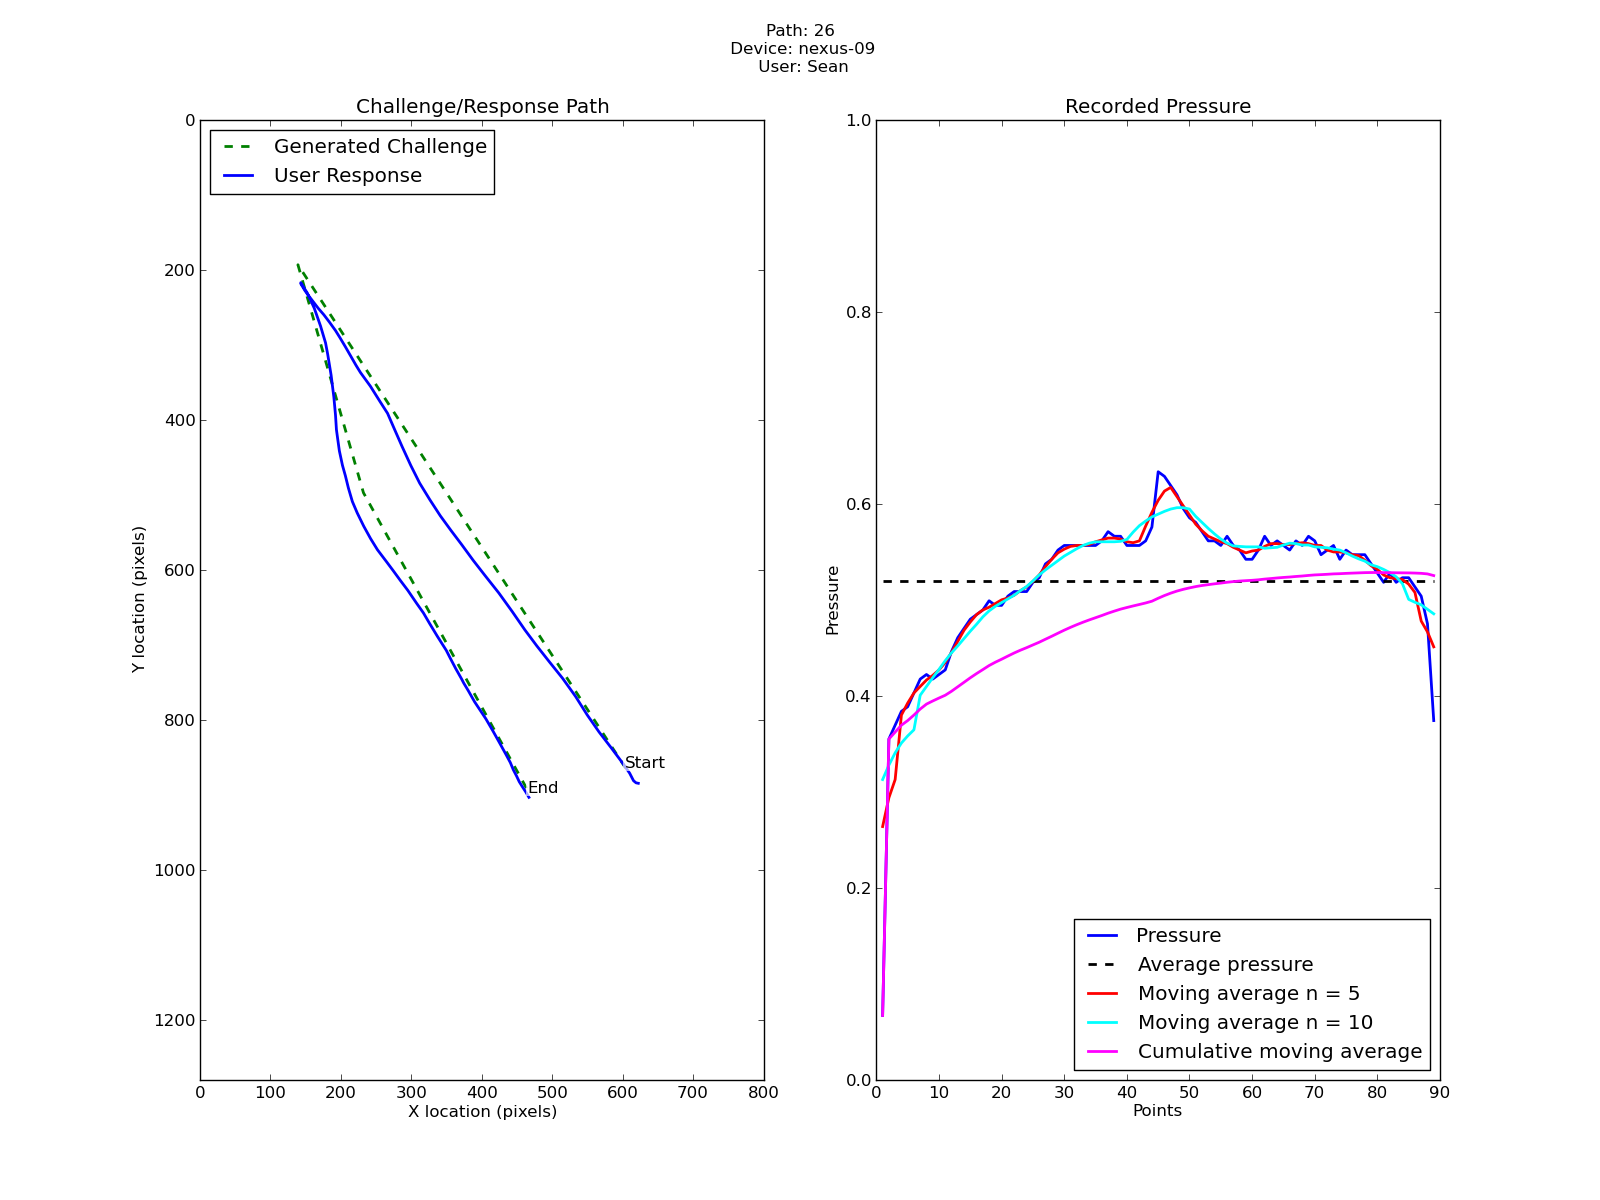 Path: 26
Device: nexus-09
User: Sean
Challenge/Response Path
Generated Challenge
User Response
0
200
400
600
800
1000
1200
Y location (pixels)
Start
End
0 100 200 300 400 500 600 700 800
X location (pixels)
Recorded Pressure
1.0
0.8
0.6
0.4
0.2
0.0
Pressure
Pressure
Average pressure
Moving average n = 5
Moving average n = 10
Cumulative moving average
0 10 20 30 40 50 60 70 80 90
Points